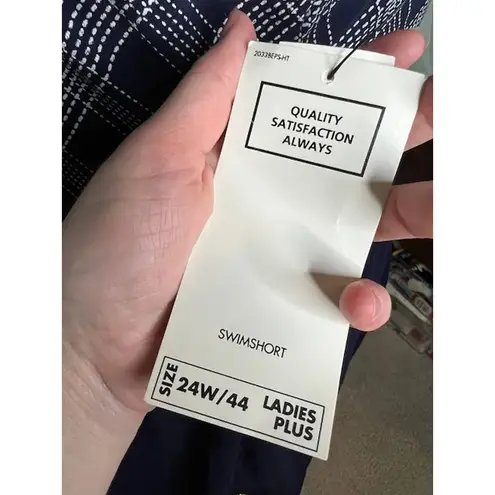 20339EPS-HT
QUALITY
SATISFACTION
ALWAYS
SWIMSHORT
SIZE
24W/44
LADIES
PLUS